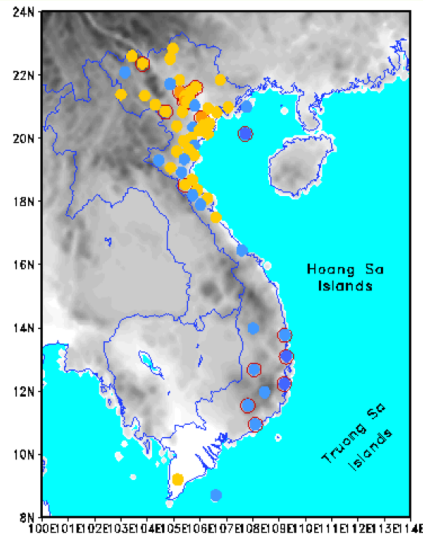 24N
22N
20N
18N
16N
14N
12N
10N
8N
Hoang Sa
Islands
Truong Sa
Islands
100E101E102E103E104E105E106E107E108E109E110E111E112E113E114E